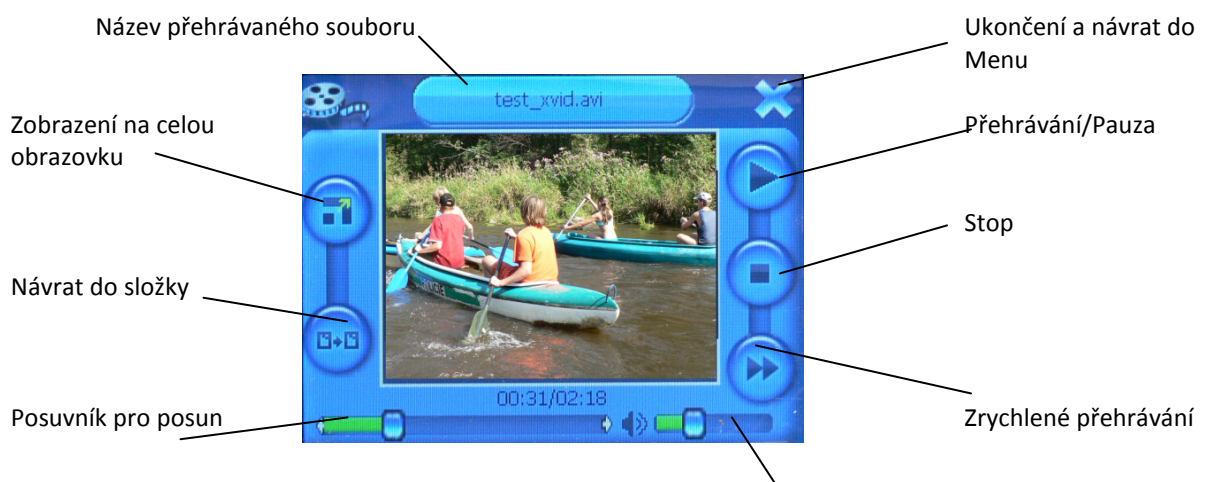 Název přehrávaného souboru
Ukončení a návrat do
Menu
test_xvid.avi
Zobrazení na celou
obrazovku
Přehrávání/Pauza
Stop
Návrat do složky
00:31/02:18
Posuvník pro posun
Zrychlené přehrávání